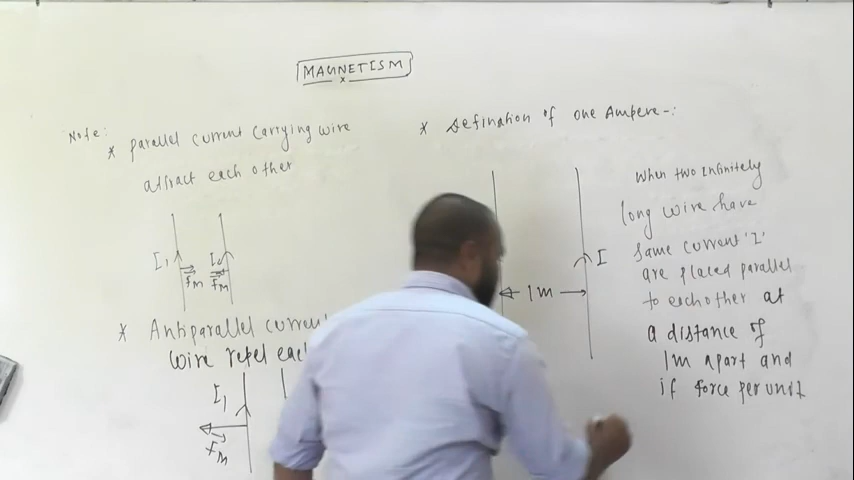 MAGNETISM
Note:
* Parallel current carrying wire
attract each other
I1 I
fm fm
* Antiparallel current
wire repel each
I1
fm
* Defination of one Ampere-:
I
1m
When two Infinitely
long wire have
same current 'I'
are placed parallel
to eachother at
a distance of
1m apart and
if force per unit